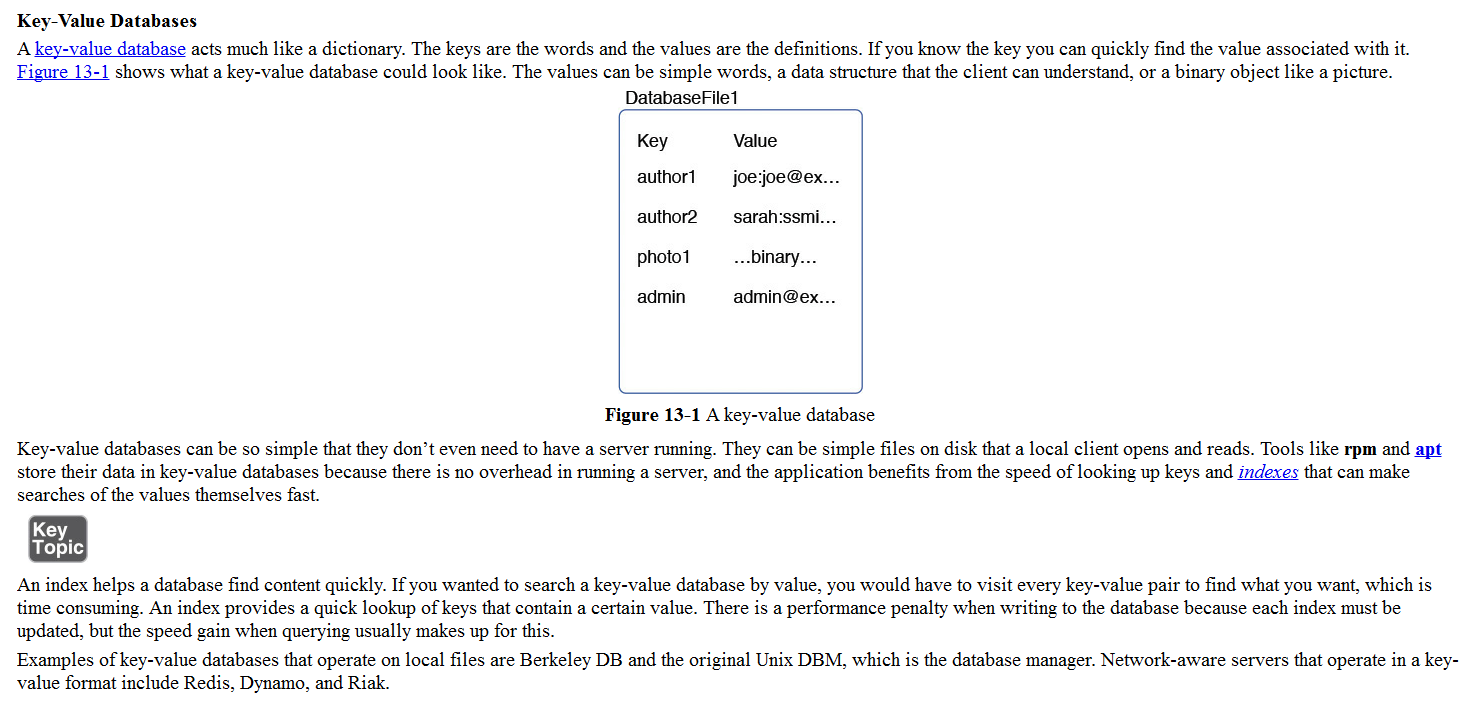 Key-Value Databases
A key-value database acts much like a dictionary. The keys are the words and the values are the definitions. If you know the key you can quickly find the value associated with it.
Figure 13-1 shows what a key-value database could look like. The values can be simple words, a data structure that the client can understand, or a binary object like a picture.
DatabaseFile1
Key Value
author1 joe:joe@ex...
author2 sarah:ssmi...
photo1 ...binary...
admin admin@ex...
Figure 13-1 A key-value database
Key-value databases can be so simple that they don’t even need to have a server running. They can be simple files on disk that a local client opens and reads. Tools like rpm and apt
store their data in key-value databases because there is no overhead in running a server, and the application benefits from the speed of looking up keys and indexes that can make
searches of the values themselves fast.
Key
Topic
An index helps a database find content quickly. If you wanted to search a key-value database by value, you would have to visit every key-value pair to find what you want, which is
time consuming. An index provides a quick lookup of keys that contain a certain value. There is a performance penalty when writing to the database because each index must be
updated, but the speed gain when querying usually makes up for this.
Examples of key-value databases that operate on local files are Berkeley DB and the original Unix DBM, which is the database manager. Network-aware servers that operate in a key-
value format include Redis, Dynamo, and Riak.